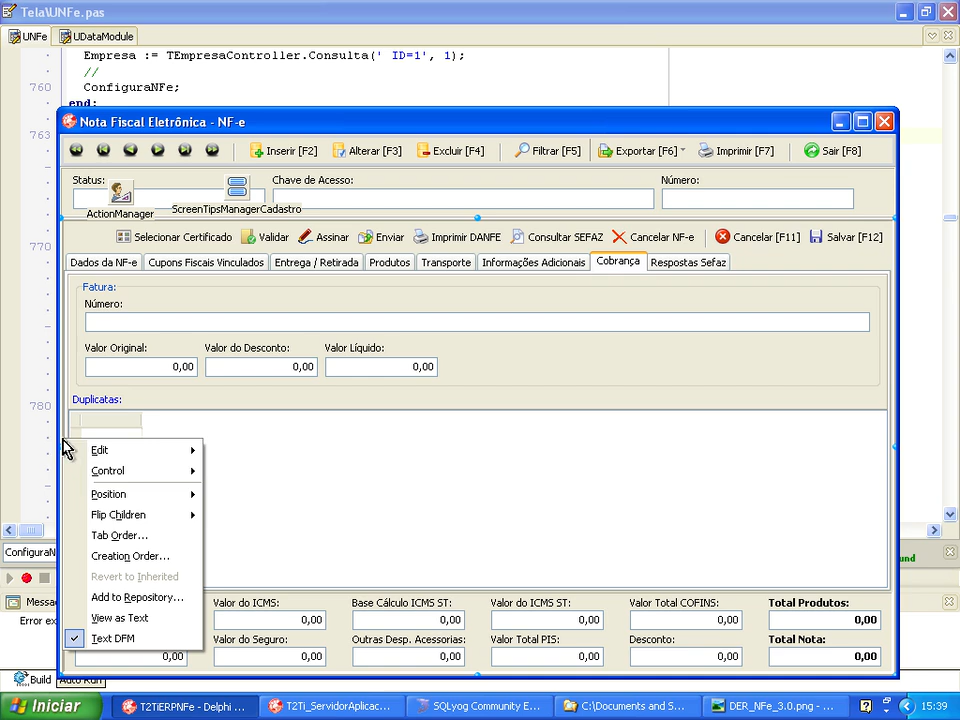 Tela\UNFe.pas
UNFe
UDataModule
Empresa := TEmpresaController.Consulta(' ID=1', 1);
//
760 ConfiguraNFe;
end;
763
770
780
Nota Fiscal Eletrônica - NF-e
Inserir [F2] Alterar [F3] Excluir [F4] Filtrar [F5] Exportar [F6] Imprimir [F7] Sair [F8]
Status: Chave de Acesso: Número:
ActionManager ScreenTipsManagerCadastro
Selecionar Certificado Validar Assinar Enviar Imprimir DANFE Consultar SEFAZ Cancelar NF-e Cancelar [F11] Salvar [F12]
Dados da NF-e Cupons Fiscais Vinculados Entrega / Retirada Produtos Transporte Informações Adicionais Cobrança Respostas Sefaz
Fatura:
Número:
Valor Original: Valor do Desconto: Valor Líquido:
0,00 0,00 0,00
Duplicatas:
Edit
Control
Position
Flip Children
Tab Order...
Creation Order...
Revert to Inherited
Add to Repository...
View as Text
Text DFM
Valor do ICMS: Base Cálculo ICMS ST: Valor do ICMS ST: Valor Total COFINS: Total Produtos:
0,00 0,00 0,00 0,00 0,00
Valor do Seguro: Outras Desp. Acessorias: Valor Total PIS: Desconto: Total Nota:
0,00 0,00 0,00 0,00 0,00 0,00
ConfiguraN
Messa
Error ex
ound
Build Auto Run
Iniciar T2TiERPNFe - Delphi ... T2Ti_ServidorAplicac... SQLyog Community E... C:\Documents and S... DER_NFe_3.0.png - ... 15:39